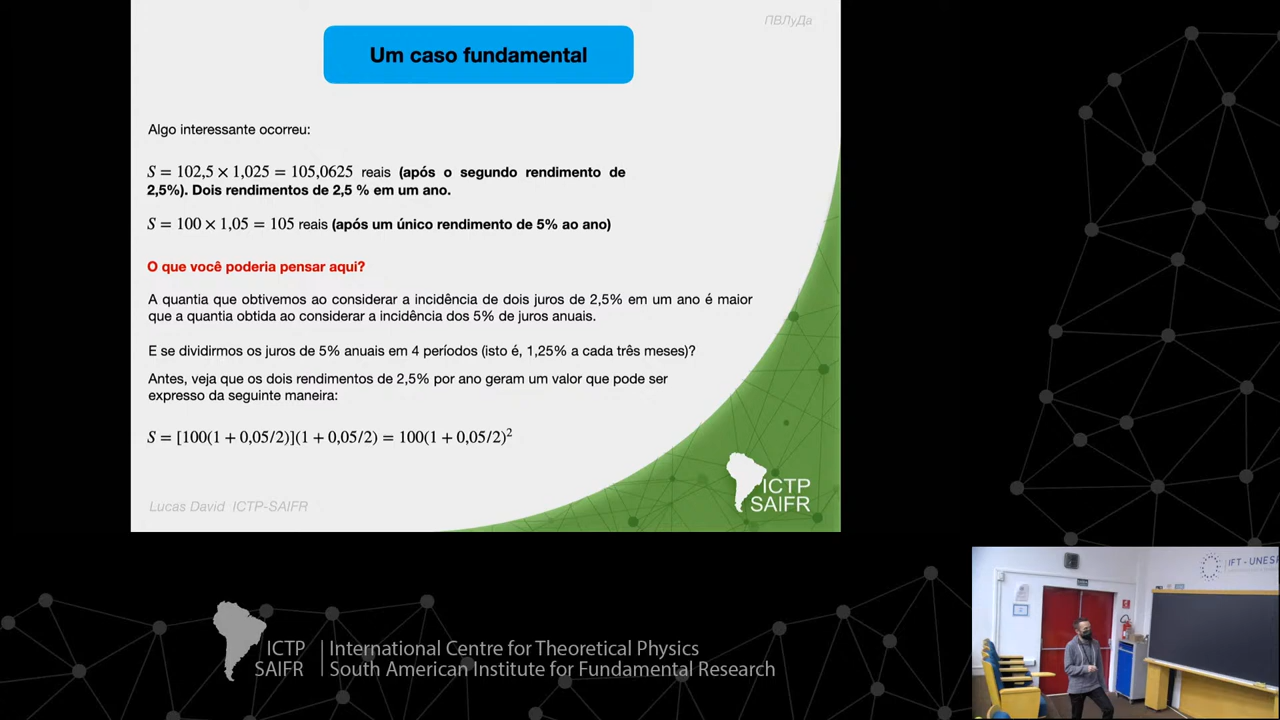 ПВЛуДа
Um caso fundamental
Algo interessante ocorreu:
S = 102,5 × 1,025 = 105,0625 reais (após o segundo rendimento de
2,5%). Dois rendimentos de 2,5 % em um ano.
S = 100 × 1,05 = 105 reais (após um único rendimento de 5% ao ano)
O que você poderia pensar aqui?
A quantia que obtivemos ao considerar a incidência de dois juros de 2,5% em um ano é maior
que a quantia obtida ao considerar a incidência dos 5% de juros anuais.
E se dividirmos os juros de 5% anuais em 4 períodos (isto é, 1,25% a cada três meses)?
Antes, veja que os dois rendimentos de 2,5% por ano geram um valor que pode ser
expresso da seguinte maneira:
S = [100(1 + 0,05/2)](1 + 0,05/2) = 100(1 + 0,05/2)²
ICTP
SAIFR
Lucas David ICTP-SAIFR
IFT - UNESP
ICTP International Centre for Theoretical Physics
SAIFR South American Institute for Fundamental Research